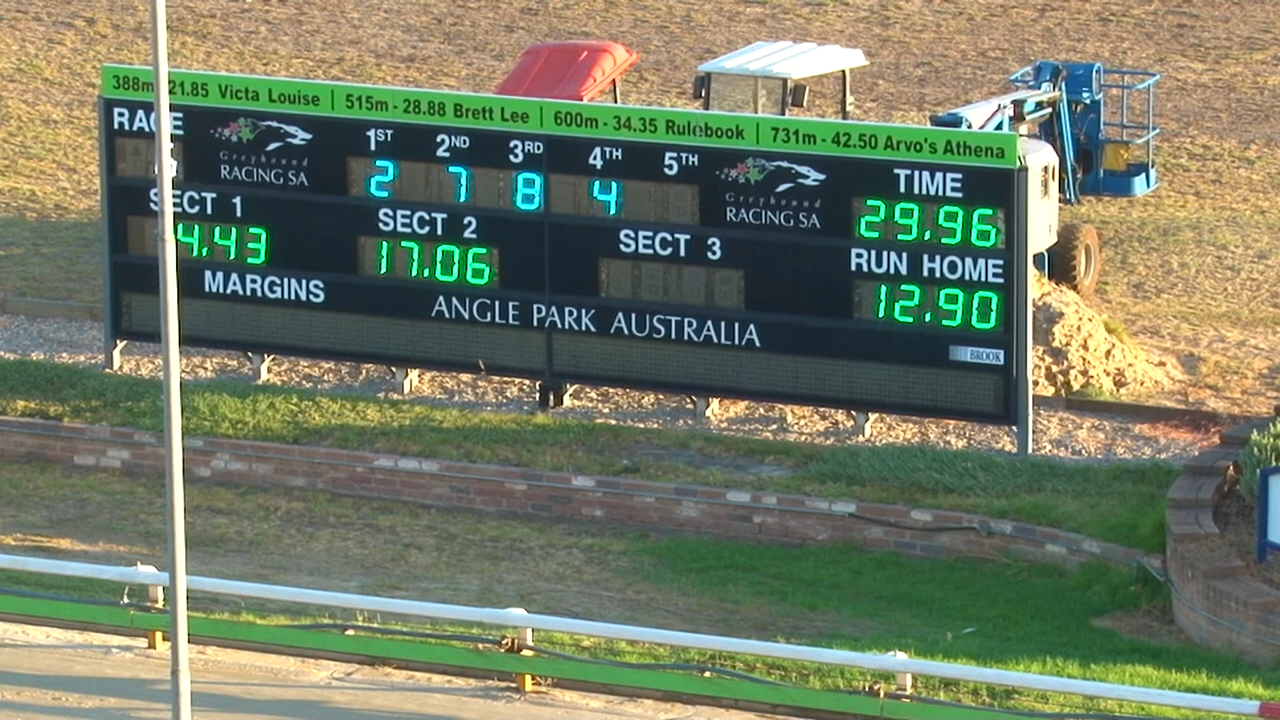 388m 21.85 Victa Louise | 515m - 28.88 Brett Lee | 600m - 34.35 Rulebook | 731m - 42.50 Arvo's Athena
RACE
Greyhound
RACING SA
1ST 2ND 3RD 4TH 5TH
2 7 8 4
Greyhound
RACING SA
TIME
29.96
SECT 1
4.43
SECT 2
17.06
SECT 3
RUN HOME
12.90
MARGINS
ANGLE PARK AUSTRALIA
BROOK